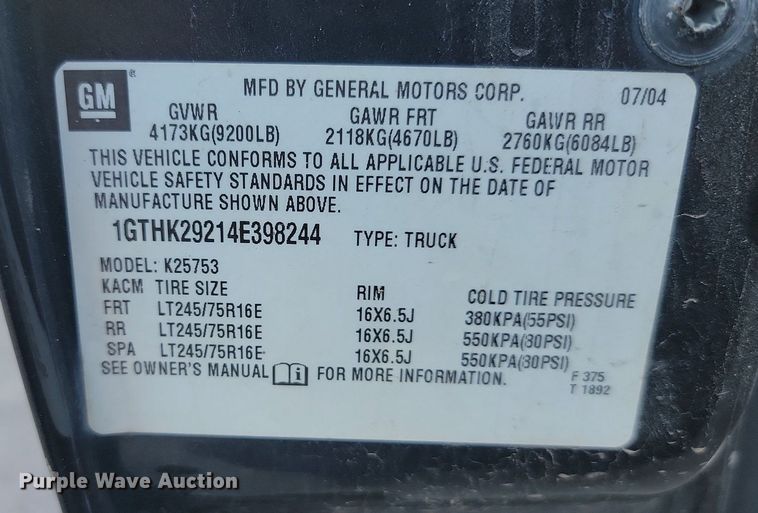 GM ®
MFD BY GENERAL MOTORS CORP. 07/04
GVWR GAWR FRT GAWR RR
4173KG(9200LB) 2118KG(4670LB) 2760KG(6084LB)
THIS VEHICLE CONFORMS TO ALL APPLICABLE U.S. FEDERAL MOTOR
VEHICLE SAFETY STANDARDS IN EFFECT ON THE DATE OF
MANUFACTURE SHOWN ABOVE.
1GTHK29214E398244 TYPE: TRUCK
MODEL: K25753
KACM TIRE SIZE RIM COLD TIRE PRESSURE
FRT LT245/75R16E 16X6.5J 380KPA(55PSI)
RR LT245/75R16E 16X6.5J 550KPA(80PSI)
SPA LT245/75R16E 16X6.5J 550KPA(80PSI)
SEE OWNER'S MANUAL FOR MORE INFORMATION.
F 375
T 1892
Purple Wave Auction